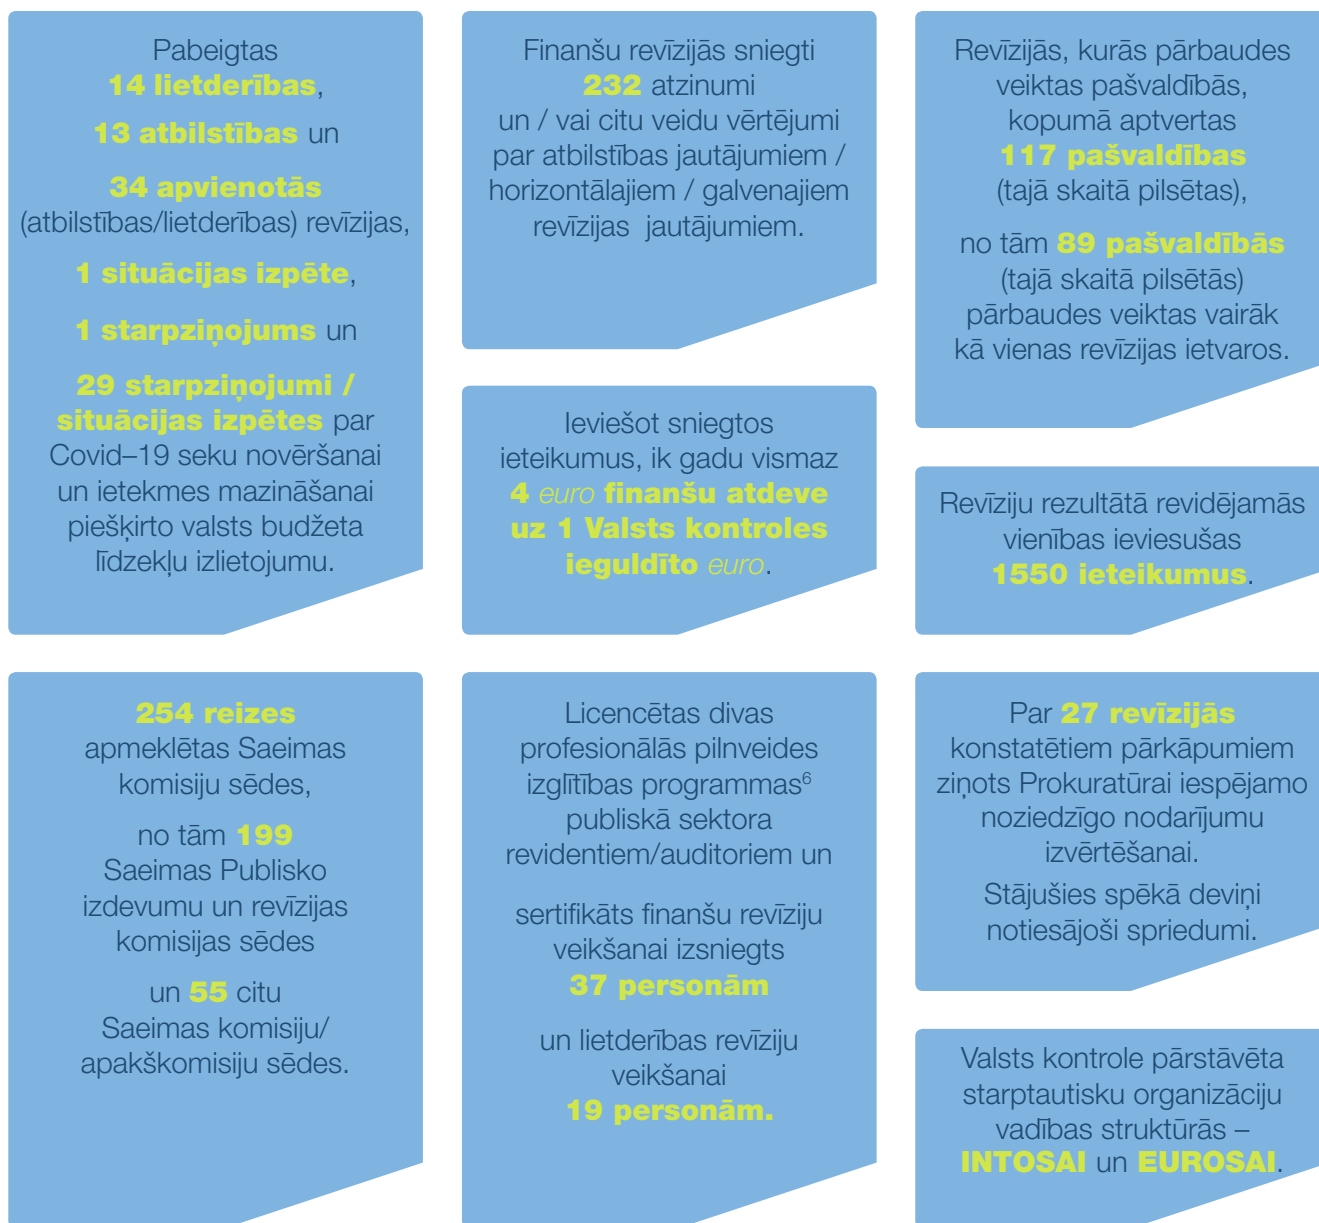 Pabeigtas
14 lietderības,
13 atbilstības un
34 apvienotās
(atbilstības/lietderības) revīzijas,
1 situācijas izpēte,
1 starpziņojums un
29 starpziņojumi /
situācijas izpētes par
Covid–19 seku novēršanai
un ietekmes mazināšanai
piešķirto valsts budžeta
līdzekļu izlietojumu.
Finanšu revīzijās sniegti
232 atzinumi
un / vai citu veidu vērtējumi
par atbilstības jautājumiem /
horizontālajiem / galvenajiem
revīzijas jautājumiem.
Ieviešot sniegtos
ieteikumus, ik gadu vismaz
4 euro finanšu atdeve
uz 1 Valsts kontroles
ieguldīto euro.
Revīzijās, kurās pārbaudes
veiktas pašvaldībās,
kopumā aptvertas
117 pašvaldības
(tajā skaitā pilsētas),
no tām 89 pašvaldībās
(tajā skaitā pilsētās)
pārbaudes veiktas vairāk
kā vienas revīzijas ietvaros.
Revīziju rezultātā revidējamās
vienības ieviesušas
1550 ieteikumus.
254 reizes
apmeklētas Saeimas
komisiju sēdes,
no tām 199
Saeimas Publisko
izdevumu un revīzijas
komisijas sēdes
un 55 citu
Saeimas komisiju/
apakškomisiju sēdes.
Licencētas divas
profesionālās pilnveides
izglītības programmas⁶
publiskā sektora
revidentiem/auditoriem un
sertifikāts finanšu revīziju
veikšanai izsniegts
37 personām
un lietderības revīziju
veikšanai
19 personām.
Par 27 revīzijās
konstatētiem pārkāpumiem
ziņots Prokuratūrai iespējamo
noziedzīgo nodarījumu
izvērtēšanai.
Stājušies spēkā deviņi
notiesājoši spriedumi.
Valsts kontrole pārstāvēta
starptautisku organizāciju
vadības struktūrās –
INTOSAI un EUROSAI.